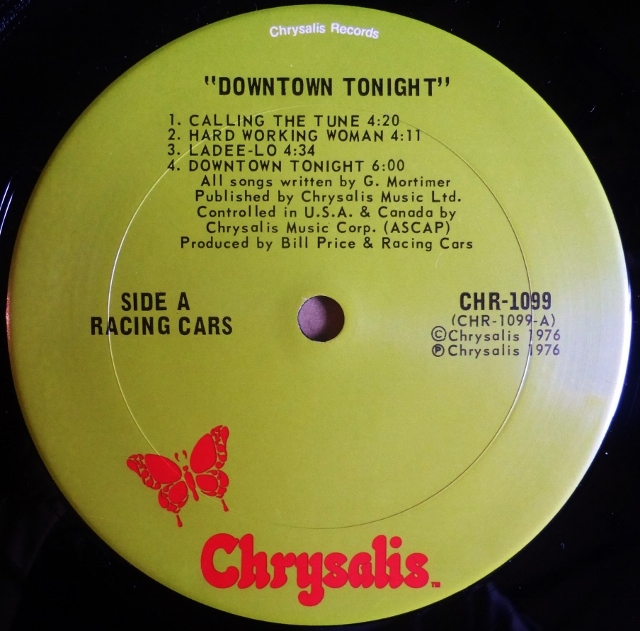 Chrysalis Records
"DOWNTOWN TONIGHT"
1. CALLING THE TUNE 4:20
2. HARD WORKING WOMAN 4:11
3. LADEE-LO 4:34
4. DOWNTOWN TONIGHT 6:00
All songs written by G. Mortimer
Published by Chrysalis Music Ltd.
Controlled in U.S.A. & Canada by
Chrysalis Music Corp. (ASCAP)
Produced by Bill Price & Racing Cars
SIDE A
RACING CARS
CHR-1099
(CHR-1099-A)
©Chrysalis 1976
℗Chrysalis 1976
Chrysalis™